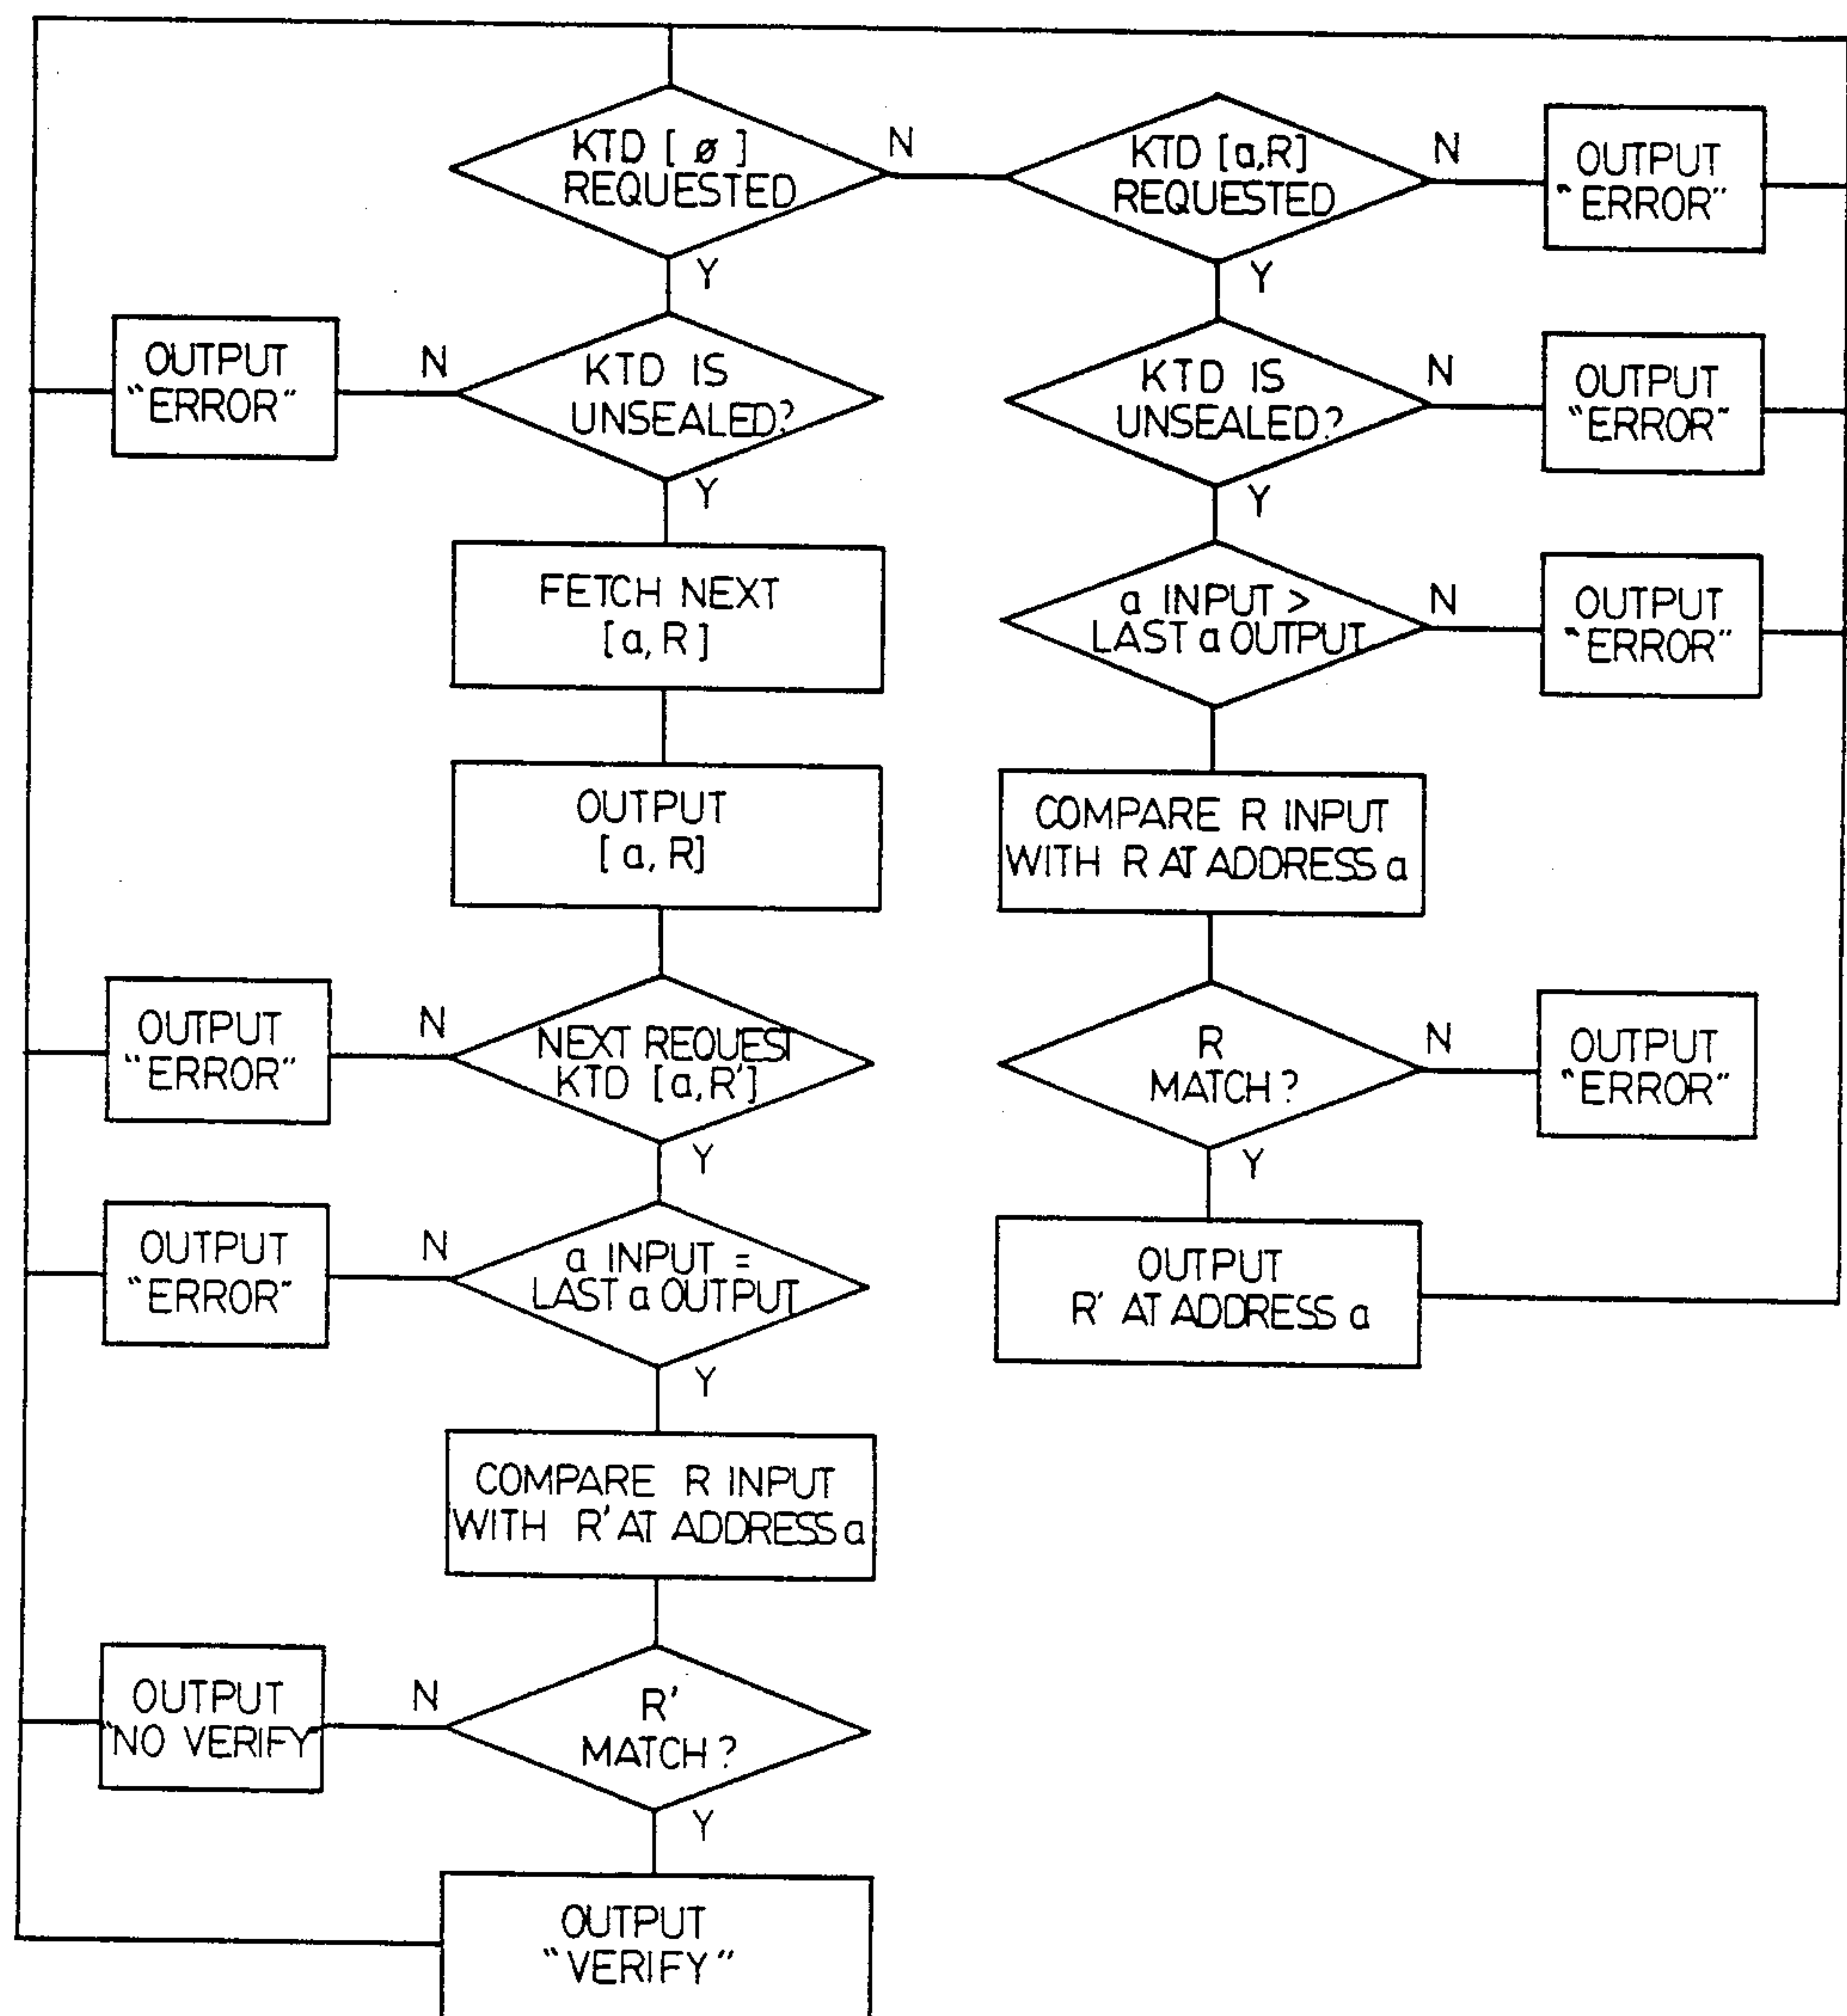 KTD [ ø ]
REQUESTED
N
Y
KTD [a,R]
REQUESTED
N
Y
OUTPUT
"ERROR"
OUTPUT
"ERROR"
N
KTD IS
UNSEALED?
Y
KTD IS
UNSEALED?
N
Y
OUTPUT
"ERROR"
FETCH NEXT
[a, R]
a INPUT >
LAST a OUTPUT
N
OUTPUT
"ERROR"
OUTPUT
[a, R]
COMPARE R INPUT
WITH R AT ADDRESS a
OUTPUT
"ERROR"
N
NEXT REQUEST
KTD [a,R']
Y
R
MATCH?
N
Y
OUTPUT
"ERROR"
OUTPUT
"ERROR"
N
a INPUT =
LAST a OUTPUT
Y
OUTPUT
R' AT ADDRESS a
COMPARE R INPUT
WITH R' AT ADDRESS a
OUTPUT
"NO VERIFY"
N
R'
MATCH?
Y
OUTPUT
"VERIFY"